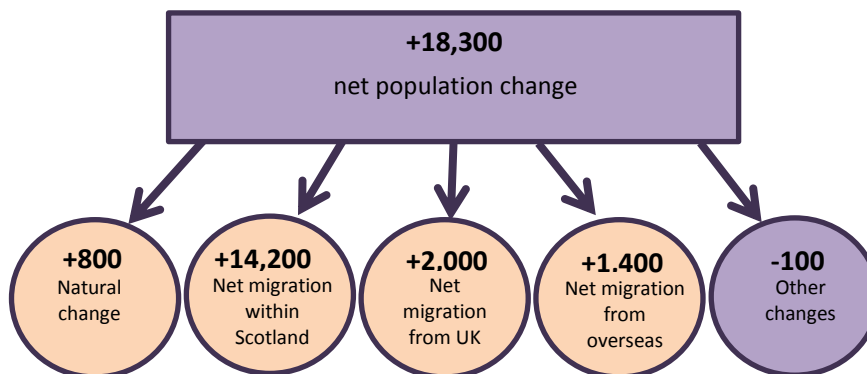 +18,300
net population change
+800
Natural
change
+14,200
Net migration
within
Scotland
+2,000
Net
migration
from UK
+1,400
Net migration
from
overseas
-100
Other
changes